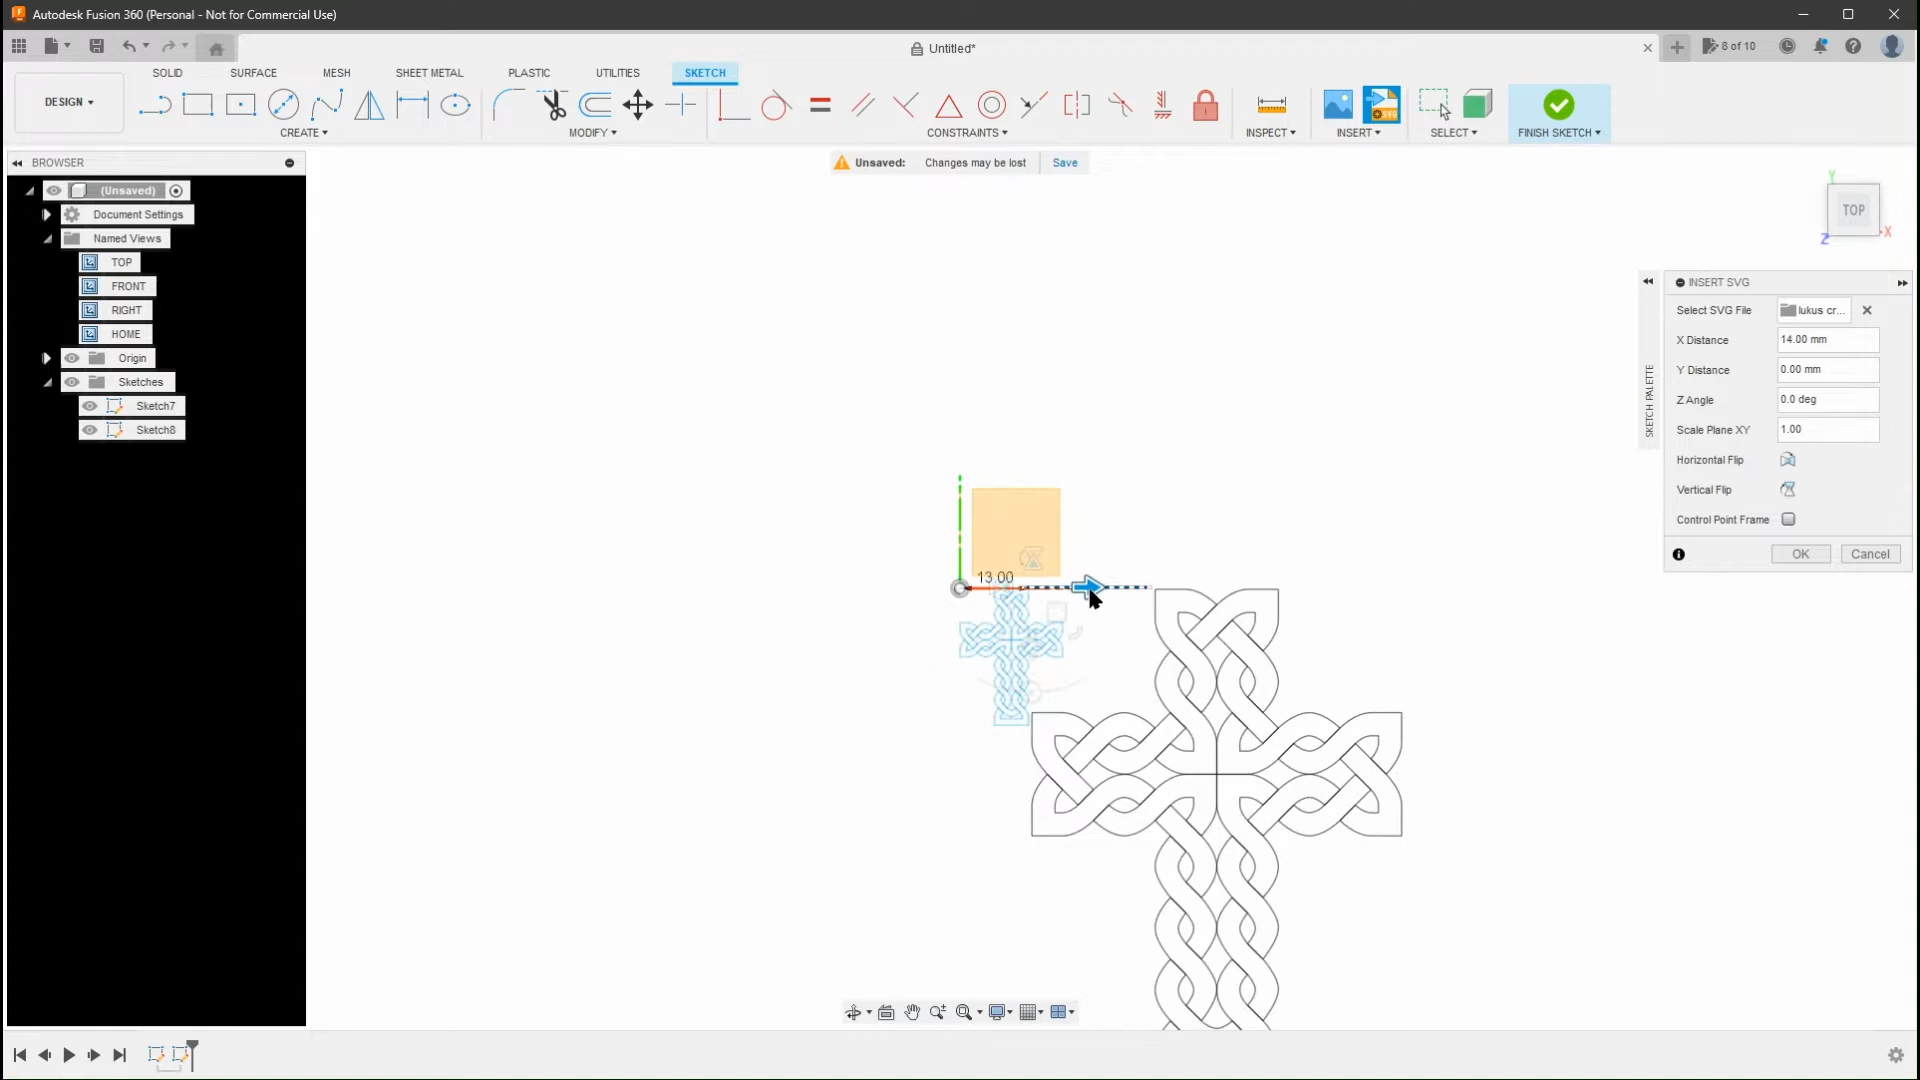 Autodesk Fusion 360 (Personal - Not for Commercial Use)
Untitled*
8 of 10
SOLID SURFACE MESH SHEET METAL PLASTIC UTILITIES SKETCH
DESIGN
CREATE MODIFY CONSTRAINTS INSPECT INSERT SELECT FINISH SKETCH
BROWSER
Unsaved: Changes may be lost Save
(Unsaved)
Document Settings
Named Views
TOP
FRONT
RIGHT
HOME
Origin
Sketches
Sketch7
Sketch8
Y
TOP
X
Z
SKETCH PALETTE
INSERT SVG
Select SVG File lukus cr...
X Distance 14.00 mm
Y Distance 0.00 mm
Z Angle 0.0 deg
Scale Plane XY 1.00
Horizontal Flip
Vertical Flip
Control Point Frame
OK Cancel
13.00